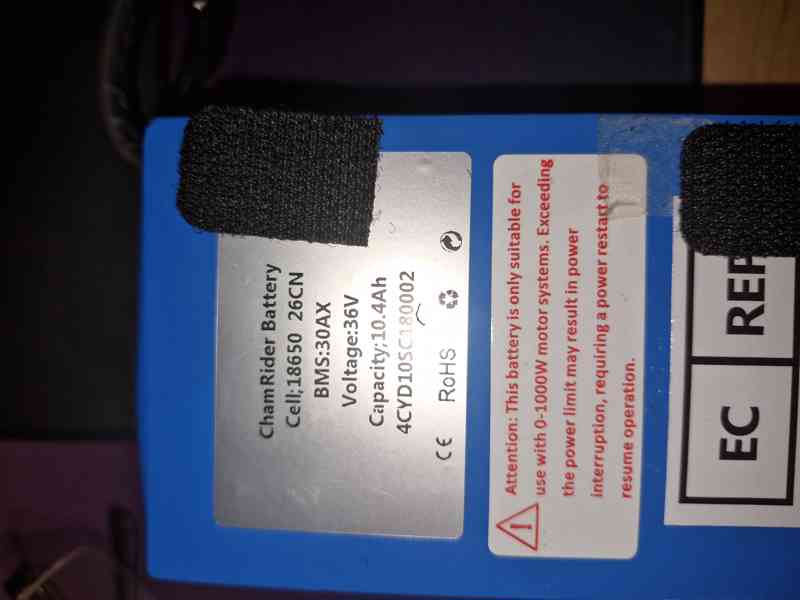 ChamRider Battery
Cell;18650 26CN
BMS:30AX
Voltage:36V
Capacity;10.4Ah
4CYD105C180002
CE RoHS
Attention: This battery is only suitable for
use with 0-1000W motor systems. Exceeding
the power limit may result in power
interruption, requiring a power restart to
resume operation.
EC REP